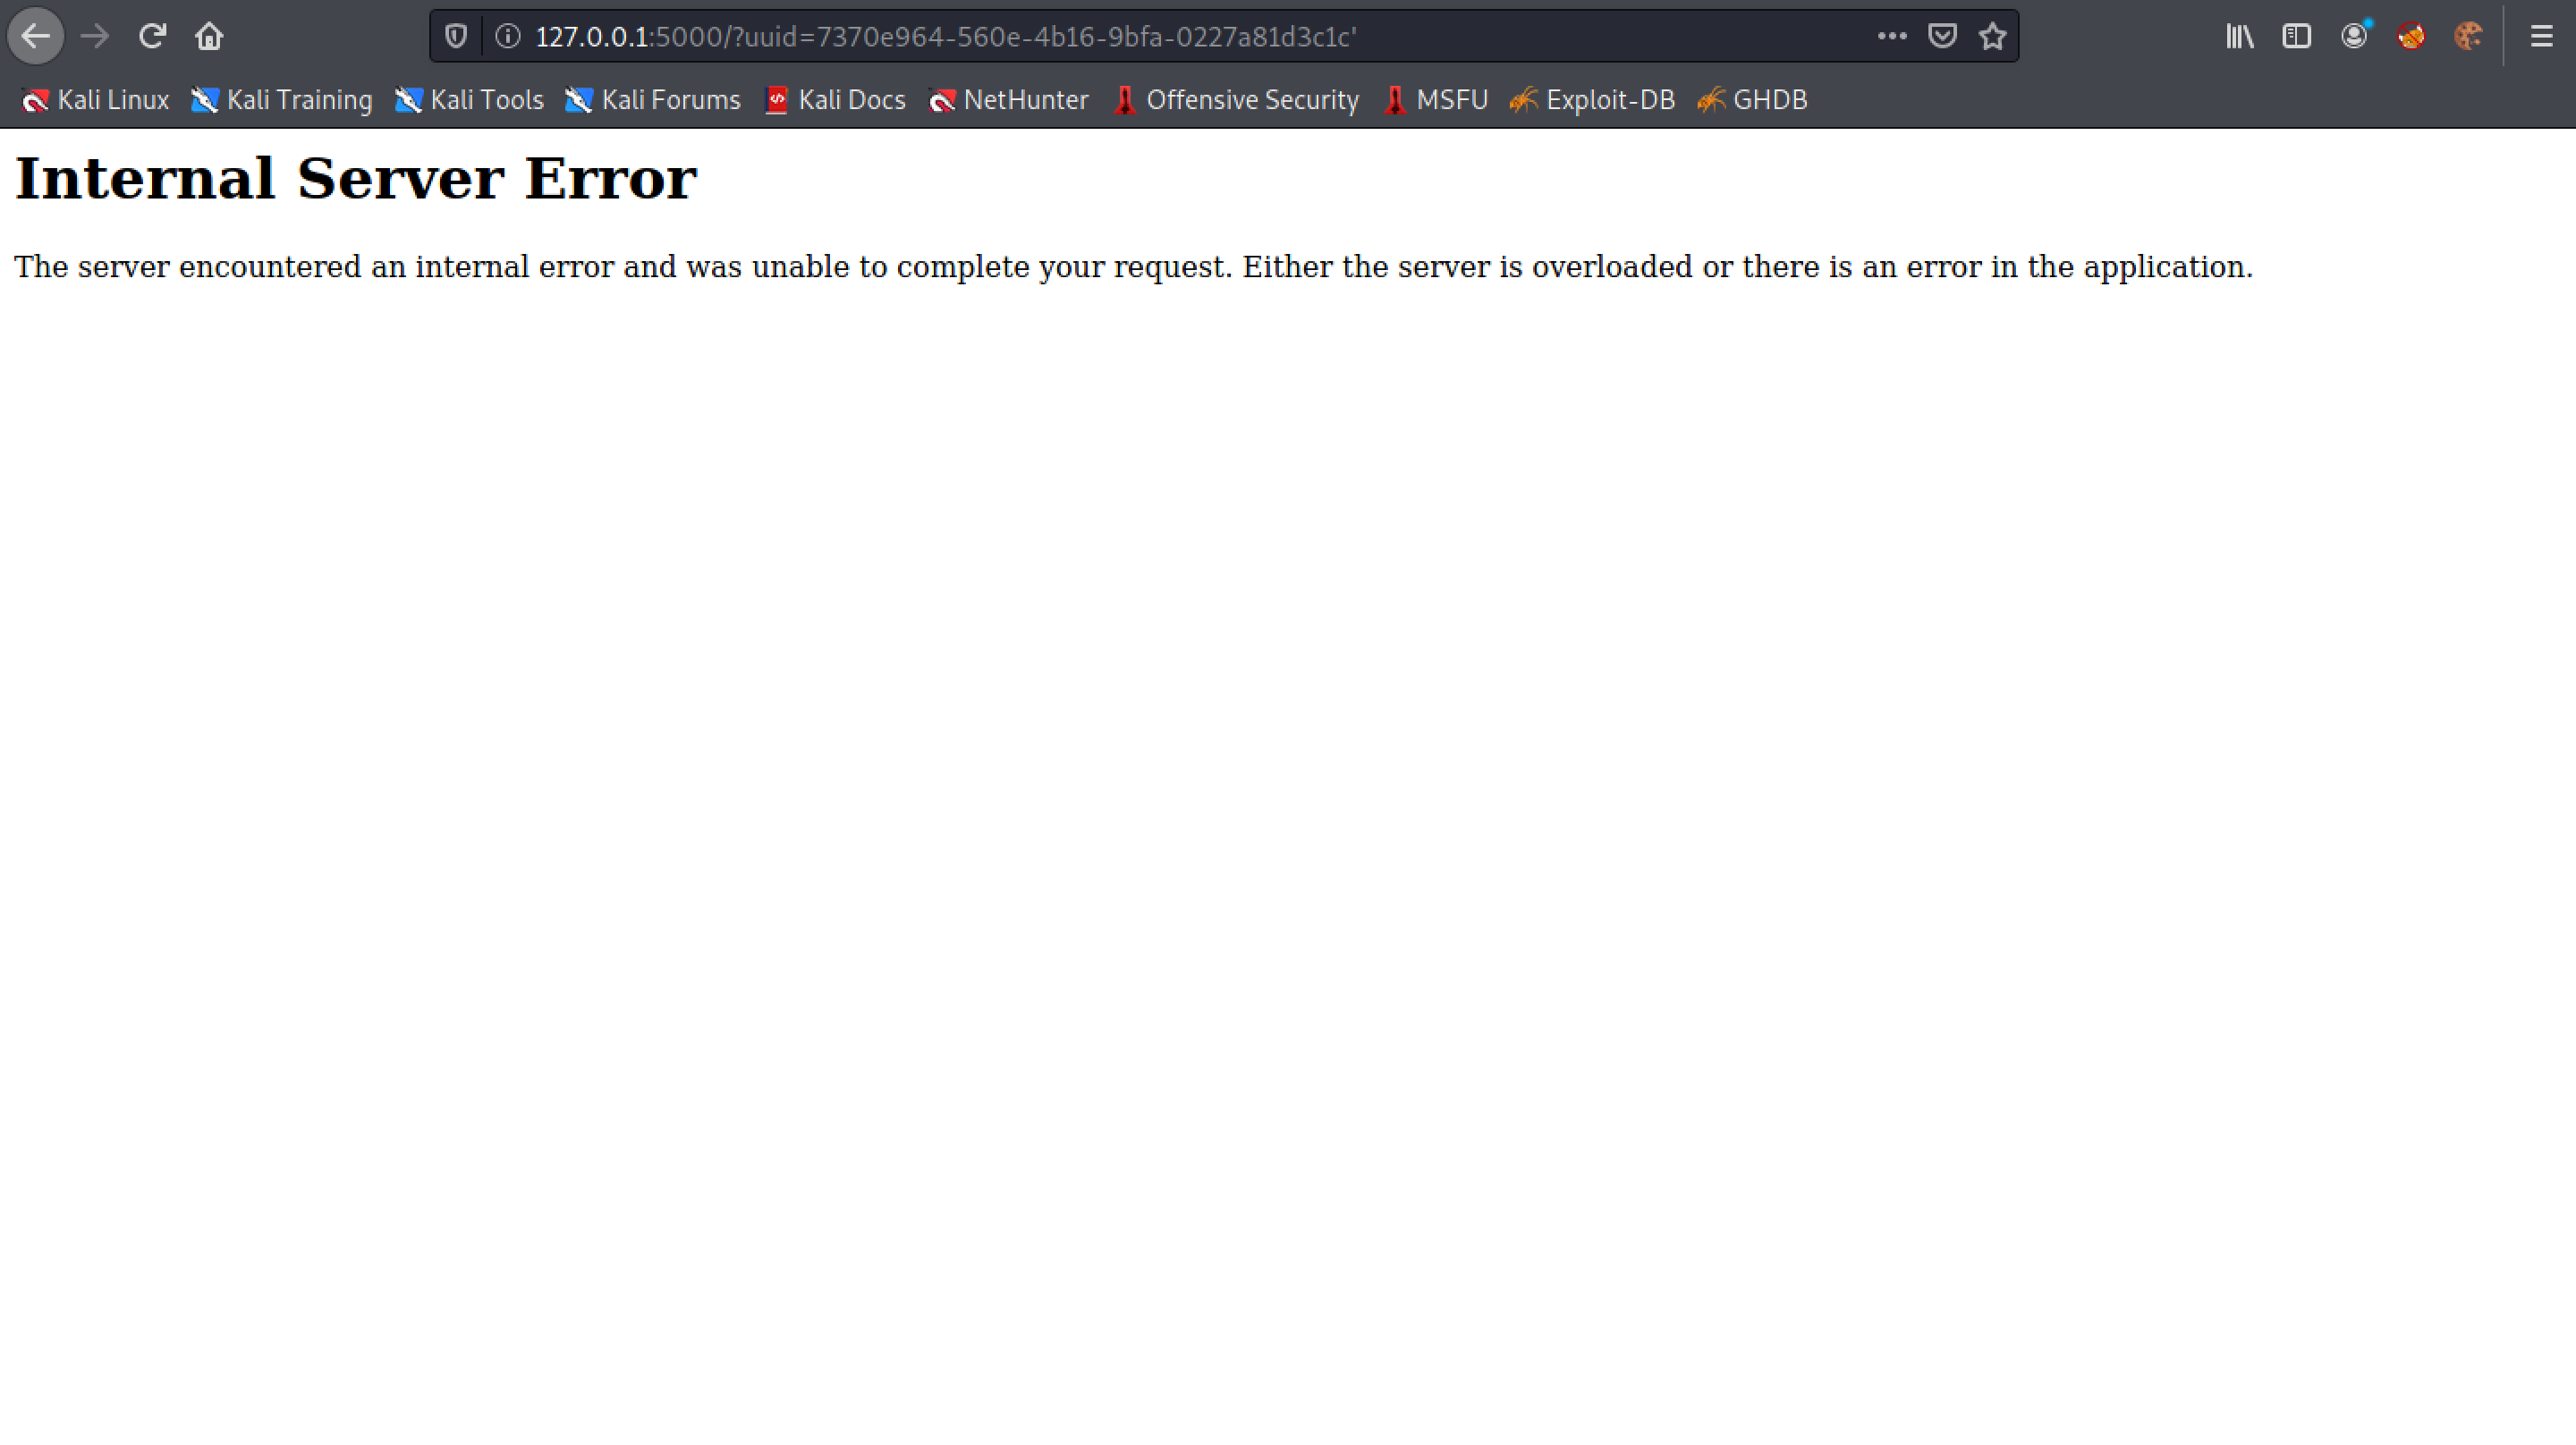 127.0.0.1:5000/?uuid=7370e964-560e-4b16-9bfa-0227a81d3c1c'
Kali Linux Kali Training Kali Tools Kali Forums Kali Docs NetHunter Offensive Security MSFU Exploit-DB GHDB
Internal Server Error
The server encountered an internal error and was unable to complete your request. Either the server is overloaded or there is an error in the application.